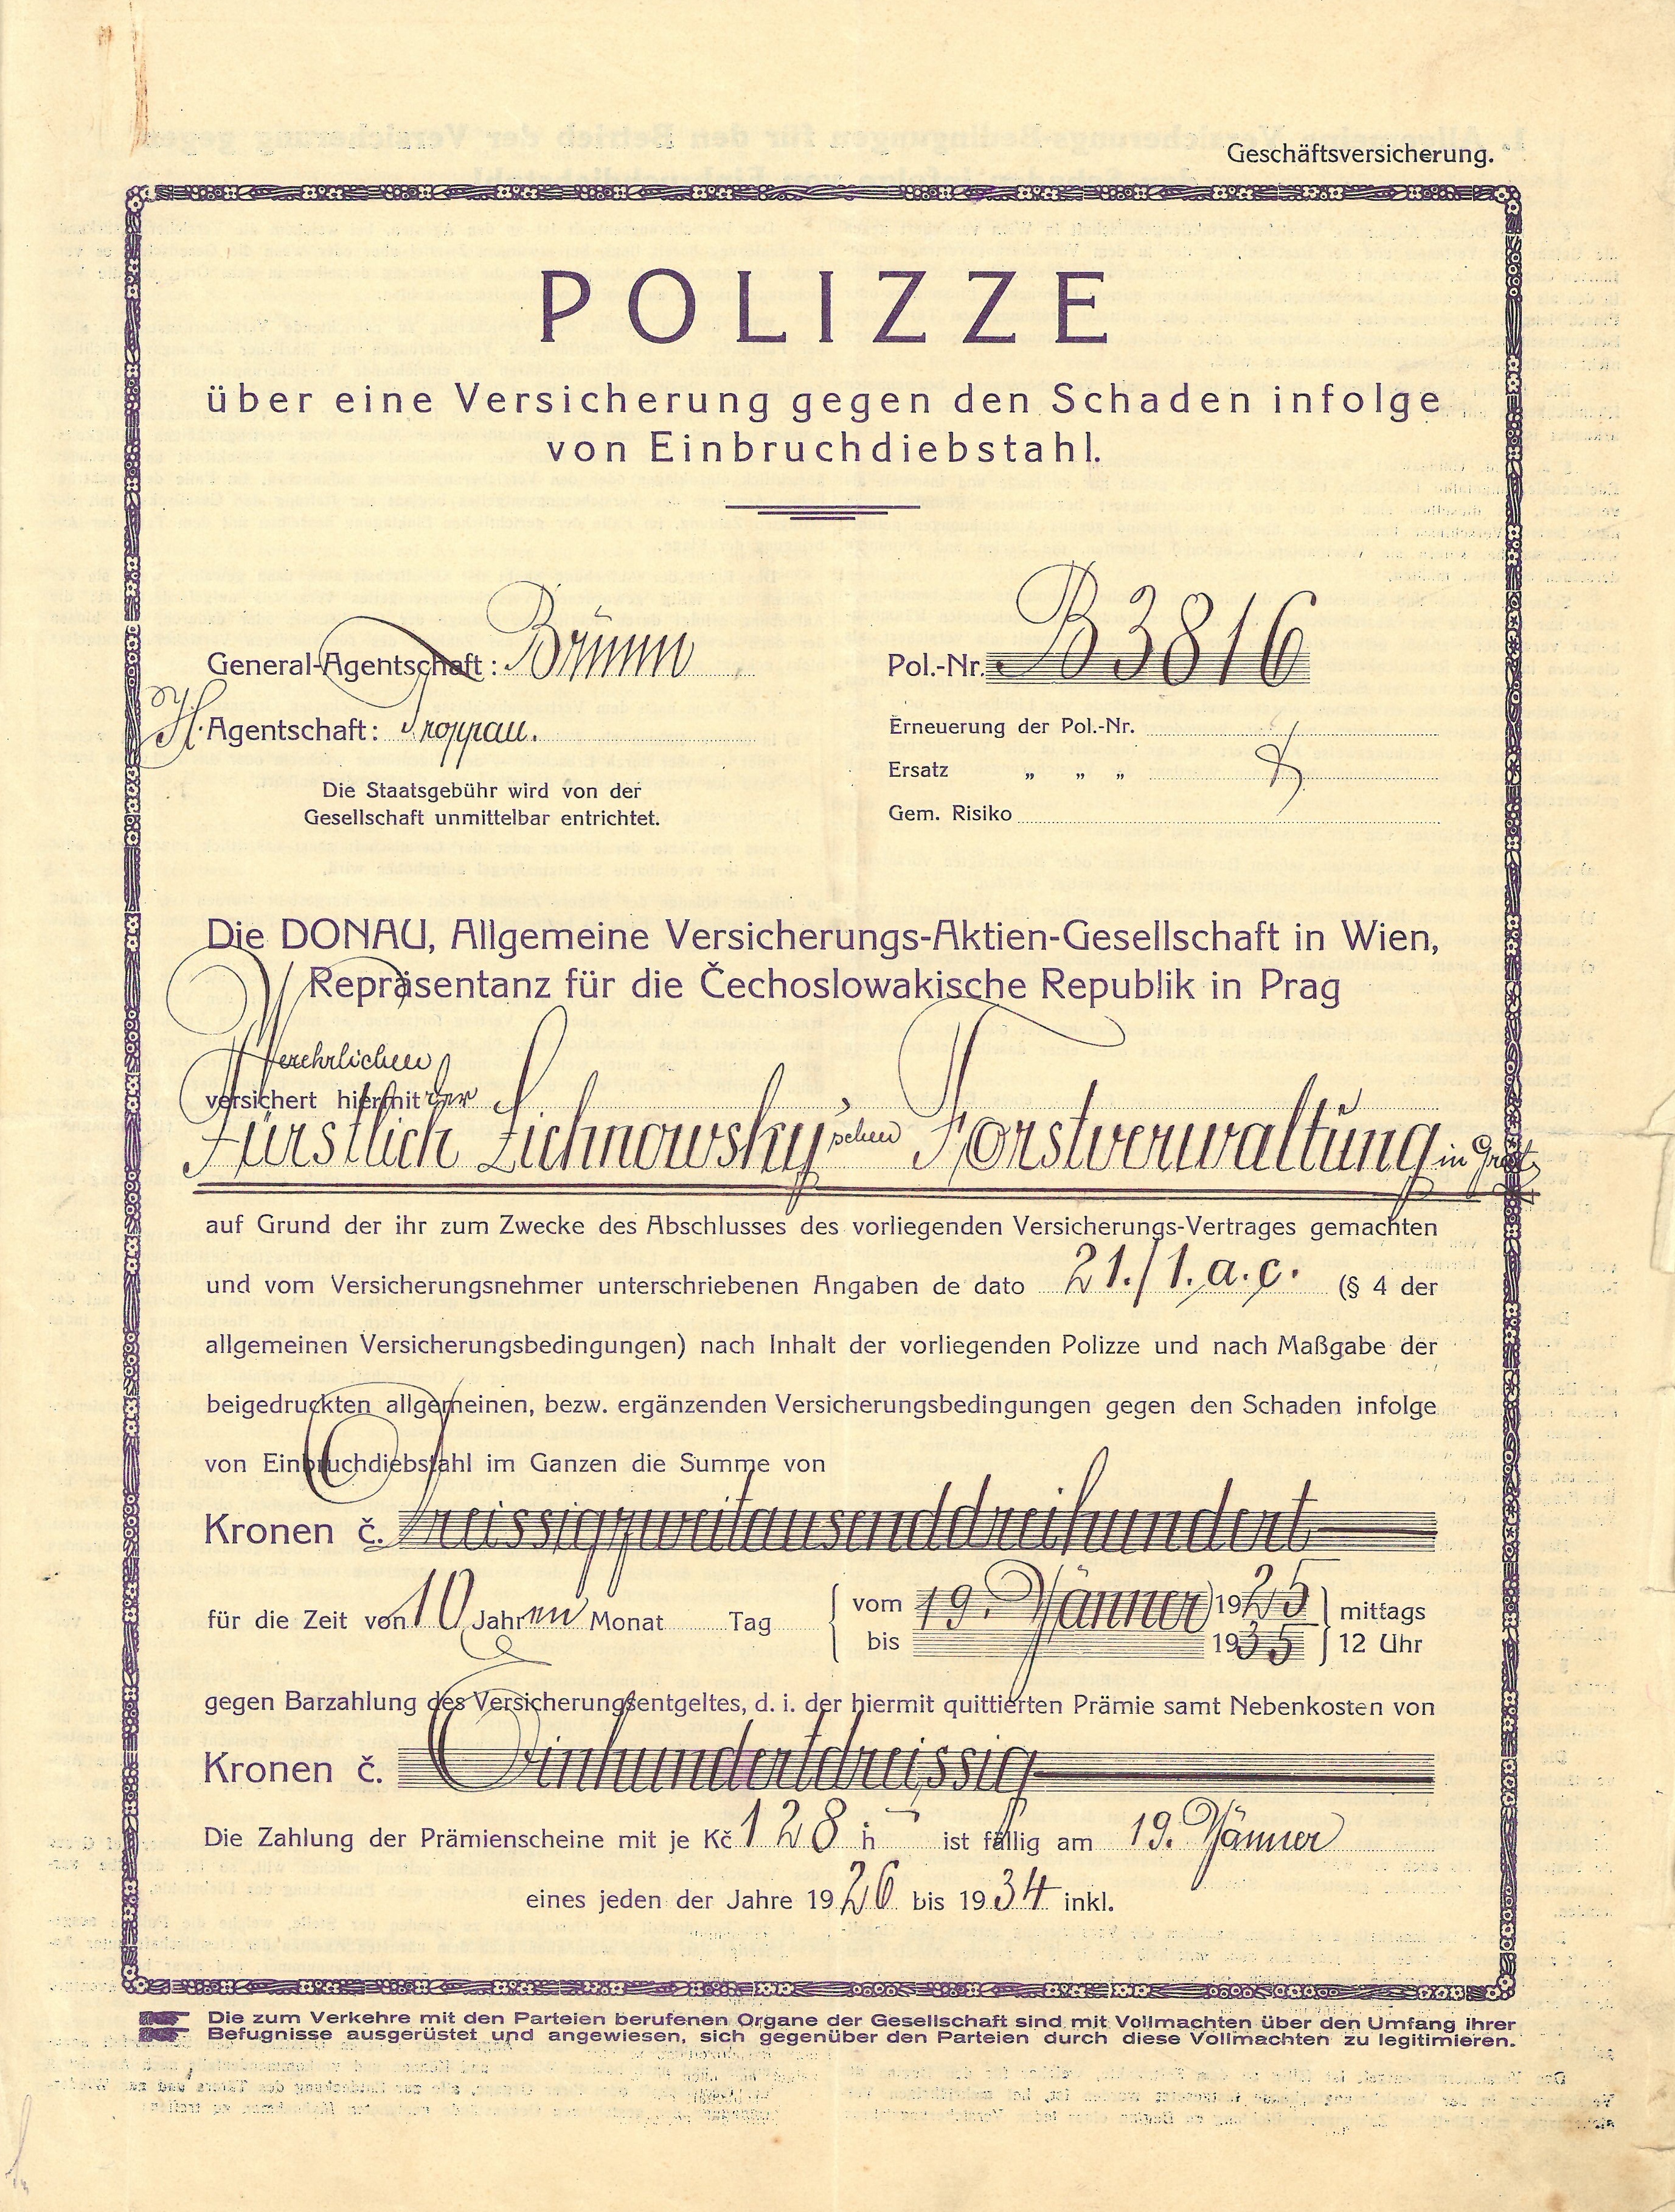 Geschäftsversicherung.
POLIZZE
über eine Versicherung gegen den Schaden infolge
von Einbruchdiebstahl.
General-Agentschaft: Brünn
Pol.-Nr. B 3816
H. Agentschaft: Troppau.
Erneuerung der Pol.-Nr.
Ersatz „ „ „
Die Staatsgebühr wird von der
Gesellschaft unmittelbar entrichtet.
Gem. Risiko
Die DONAU, Allgemeine Versicherungs-Aktien-Gesellschaft in Wien,
Repräsentanz für die Čechoslowakische Republik in Prag
Verehrlichen
versichert hiermit der
Fürstlich Lichnowsky'schen Forstverwaltung in Gratz
auf Grund der ihr zum Zwecke des Abschlusses des vorliegenden Versicherungs-Vertrages gemachten
und vom Versicherungsnehmer unterschriebenen Angaben de dato 21./1. a. c. (§ 4 der
allgemeinen Versicherungsbedingungen) nach Inhalt der vorliegenden Polizze und nach Maßgabe der
beigedruckten allgemeinen, bezw. ergänzenden Versicherungsbedingungen gegen den Schaden infolge
von Einbruchdiebstahl im Ganzen die Summe von
Kronen č. Dreissigzweitausenddreihundert
für die Zeit von 10 Jahren Monat Tag vom 19. Jänner 1925 mittags
bis 1935 12 Uhr
gegen Barzahlung des Versicherungsentgeltes, d. i. der hiermit quittierten Prämie samt Nebenkosten von
Kronen č. Einhundertdreissig
Die Zahlung der Prämienscheine mit je Kč 128 h – ist fällig am 19. Jänner
eines jeden der Jahre 1926 bis 1934 inkl.
Die zum Verkehre mit den Parteien berufenen Organe der Gesellschaft sind mit Vollmachten über den Umfang ihrer
Befugnisse ausgerüstet und angewiesen, sich gegenüber den Parteien durch diese Vollmachten zu legitimieren.